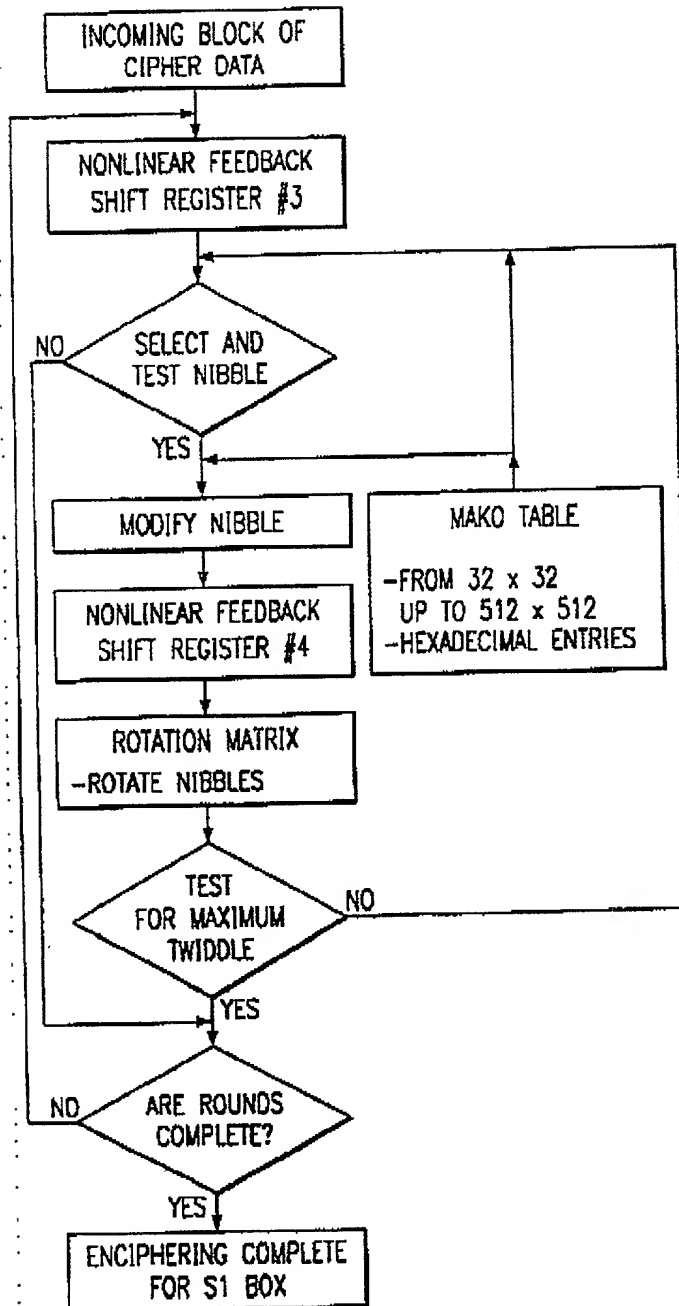 INCOMING BLOCK OF
CIPHER DATA
NONLINEAR FEEDBACK
SHIFT REGISTER #3
NO
SELECT AND
TEST NIBBLE
YES
MODIFY NIBBLE
MAKO TABLE
-FROM 32 x 32
UP TO 512 x 512
-HEXADECIMAL ENTRIES
NONLINEAR FEEDBACK
SHIFT REGISTER #4
ROTATION MATRIX
-ROTATE NIBBLES
TEST
FOR MAXIMUM
TWIDDLE
NO
YES
NO
ARE ROUNDS
COMPLETE?
YES
ENCIPHERING COMPLETE
FOR S1 BOX